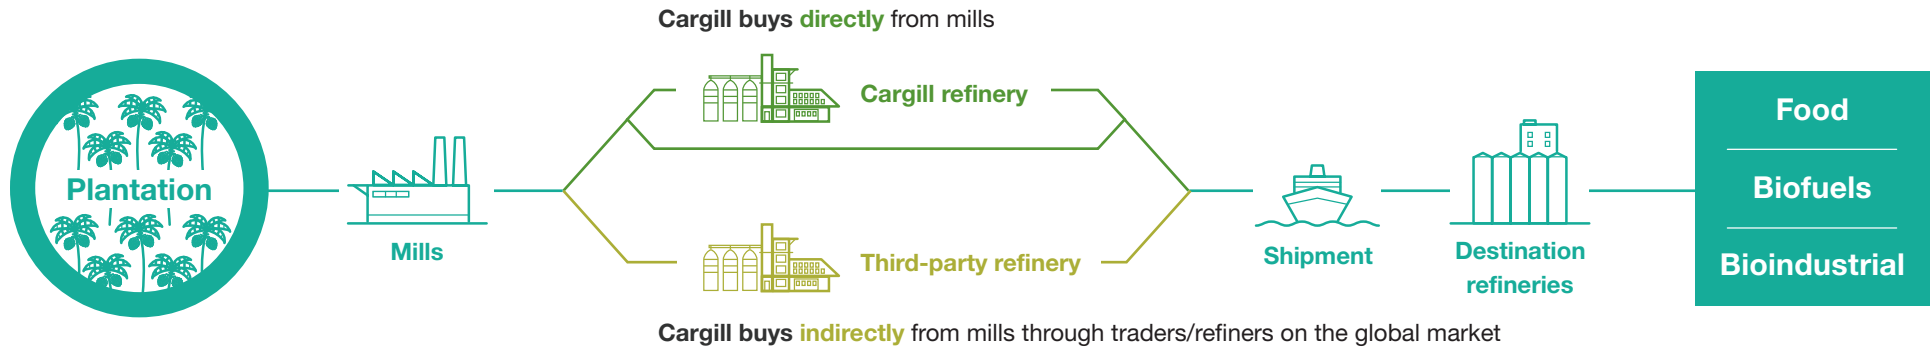 Cargill buys directly from mills
Plantation
Mills
Cargill refinery
Third-party refinery
Cargill buys indirectly from mills through traders/refiners on the global market
Shipment
Destination
refineries
Food
Biofuels
Bioindustrial